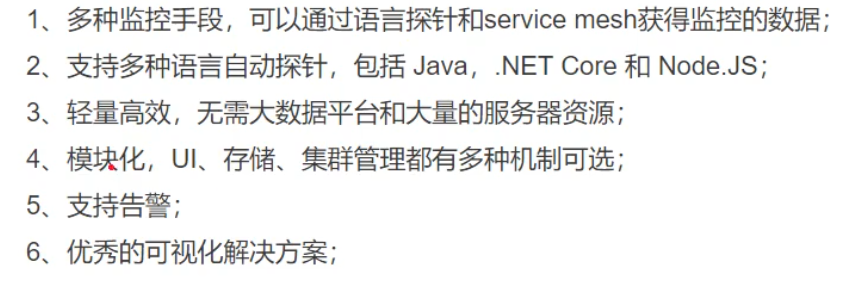 1、多种监控手段，可以通过语言探针和service mesh获得监控的数据；
2、支持多种语言自动探针，包括 Java，.NET Core 和 Node.JS；
3、轻量高效，无需大数据平台和大量的服务器资源；
4、模块化，UI、存储、集群管理都有多种机制可选；
5、支持告警；
6、优秀的可视化解决方案；